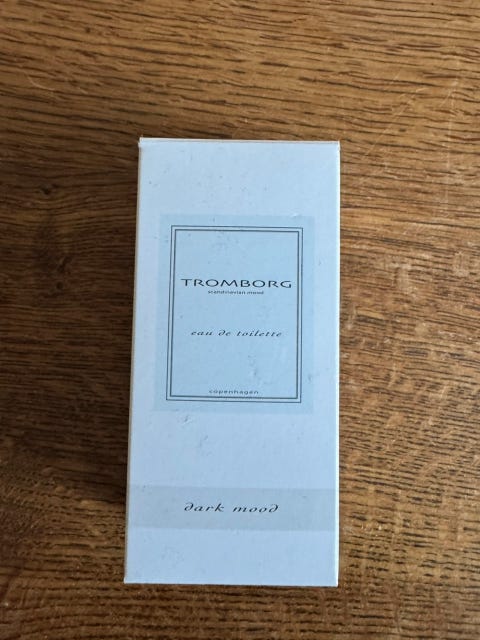 TROMBORG
scandinavian mood
eau de toilette
copenhagen
dark mood